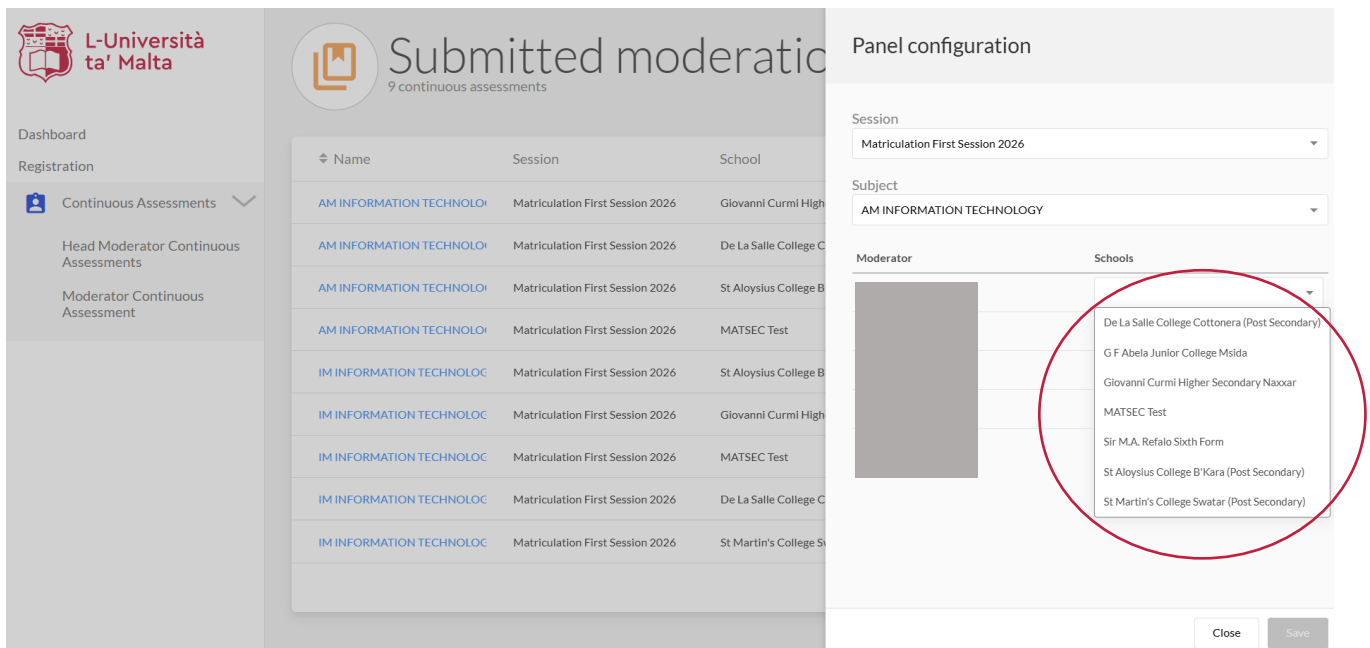 L-Università
ta' Malta
Dashboard
Registration
Continuous Assessments
Head Moderator Continuous
Assessments
Moderator Continuous
Assessment
Submitted moderatio
9 continuous assessments
Name Session School
AM INFORMATION TECHNOLO Matriculation First Session 2026 Giovanni Curmi High
AM INFORMATION TECHNOLO Matriculation First Session 2026 De La Salle College C
AM INFORMATION TECHNOLO Matriculation First Session 2026 St Aloysius College B
AM INFORMATION TECHNOLO Matriculation First Session 2026 MATSEC Test
IM INFORMATION TECHNOLOG Matriculation First Session 2026 St Aloysius College B
IM INFORMATION TECHNOLOG Matriculation First Session 2026 Giovanni Curmi High
IM INFORMATION TECHNOLOG Matriculation First Session 2026 MATSEC Test
IM INFORMATION TECHNOLOG Matriculation First Session 2026 De La Salle College C
IM INFORMATION TECHNOLOG Matriculation First Session 2026 St Martin's College Sw
Panel configuration
Session
Matriculation First Session 2026
Subject
AM INFORMATION TECHNOLOGY
Moderator Schools
De La Salle College Cottonera (Post Secondary)
G F Abela Junior College Msida
Giovanni Curmi Higher Secondary Naxxar
MATSEC Test
Sir M.A. Refalo Sixth Form
St Aloysius College B'Kara (Post Secondary)
St Martin's College Swatar (Post Secondary)
Close Save